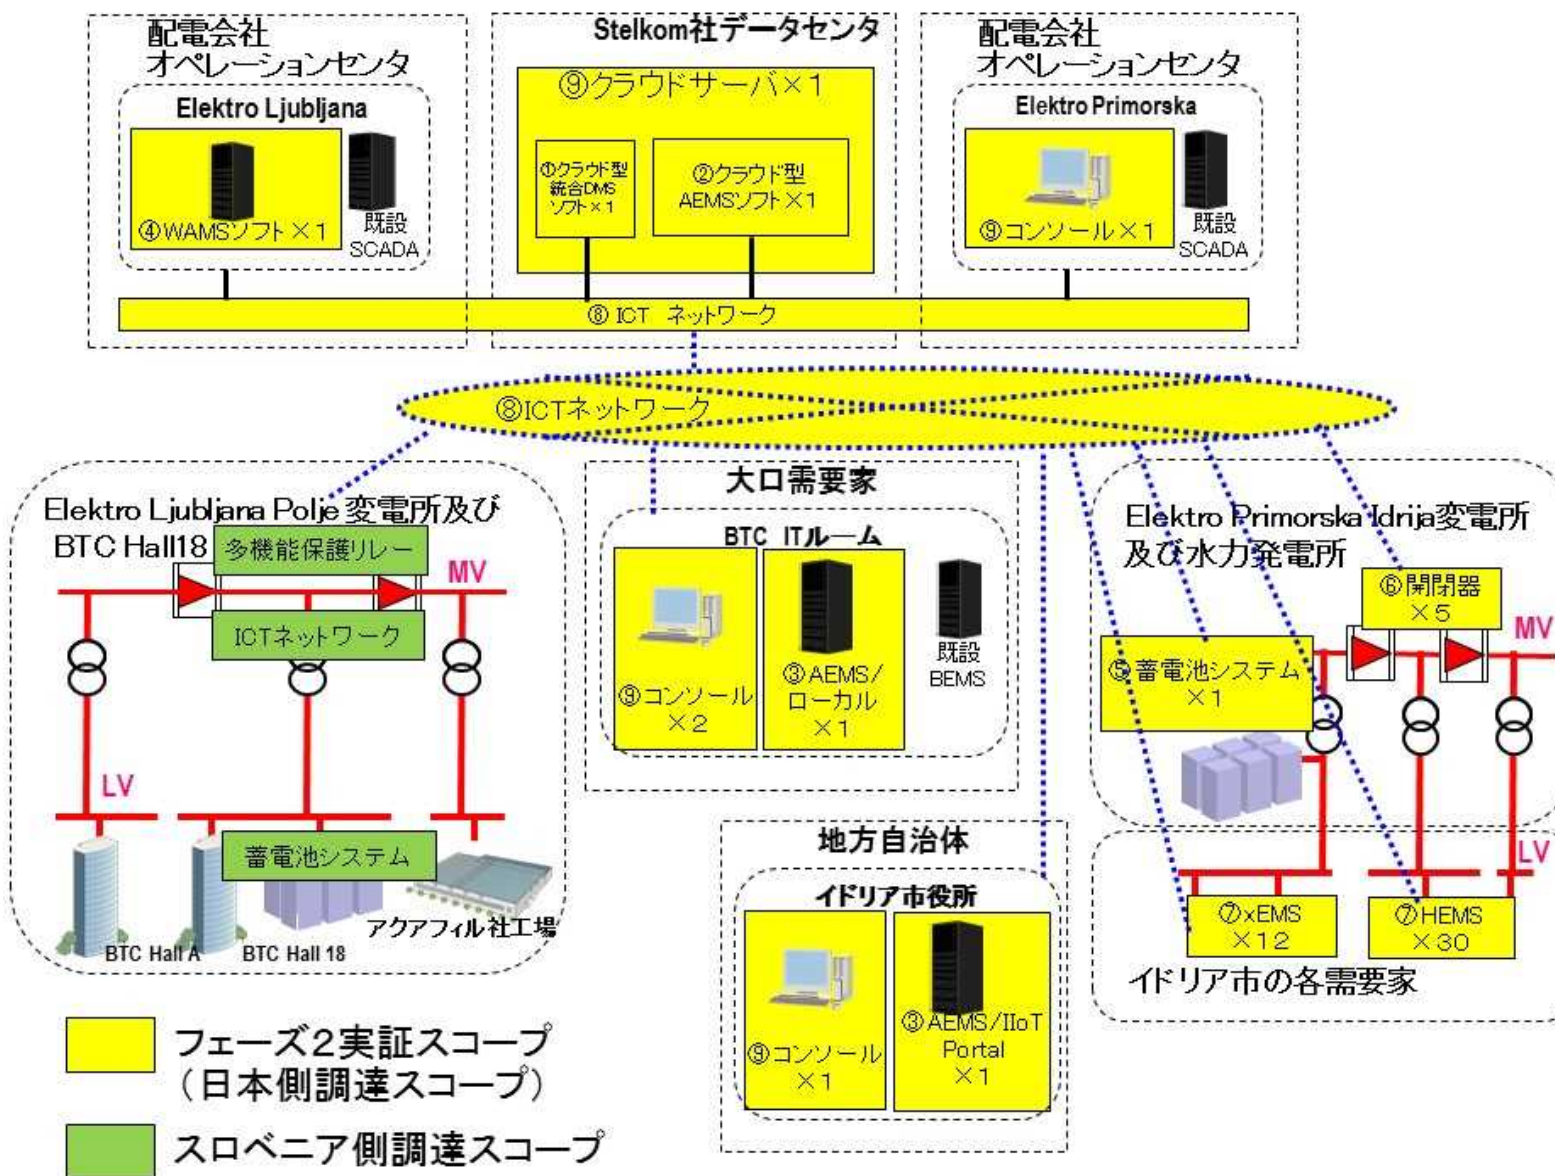 配電会社
オペレーションセンタ
Elektro Ljubljana
④WAMSソフト×1
既設
SCADA
Stelkom社データセンタ
⑨クラウドサーバ×1
①クラウド型
統合DMS
ソフト×1
②クラウド型
AEMSソフト×1
配電会社
オペレーションセンタ
Elektro Primorska
⑨コンソール×1
既設
SCADA
⑧ICT ネットワーク
⑧ICTネットワーク
Elektro Ljubljana Polje 変電所及び
BTC Hall18
多機能保護リレー
MV
ICTネットワーク
LV
蓄電池システム
アクアフィル社工場
BTC Hall A
BTC Hall 18
大口需要家
BTC ITルーム
⑨コンソール
×2
③AEMS/
ローカル
×1
既設
BEMS
地方自治体
イドリア市役所
⑨コンソール
×1
③AEMS/IIoT
Portal
×1
Elektro Primorska Idrija変電所
及び水力発電所
⑥開閉器
×5
MV
⑤蓄電池システム
×1
LV
⑦xEMS
×12
⑦HEMS
×30
イドリア市の各需要家
フェーズ2実証スコープ
(日本側調達スコープ)
スロベニア側調達スコープ